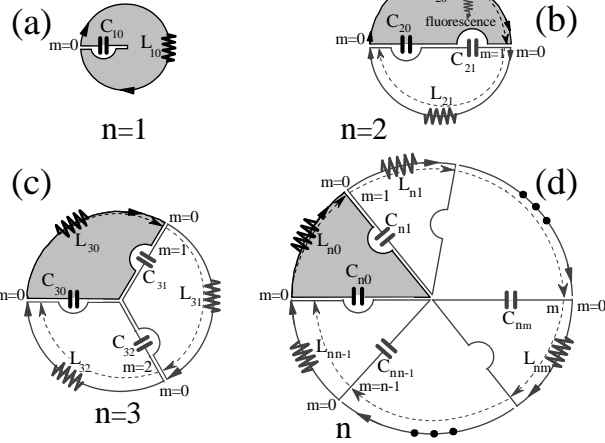 (a)
C10
L10
m=0
n=1
(b)
20
fluorescence
C20
C21
m=1
m=0
m=0
L21
n=2
(c)
m=0
L30
m=1
C30
C31
m=0
L31
C32
L32
m=2
m=0
n=3
(d)
m=0
Ln1
m=1
Ln0
Cn1
Cn0
m=0
m
m=0
Cnm
Lnn-1
Cnn-1
Lnm
m=n-1
m=0
n